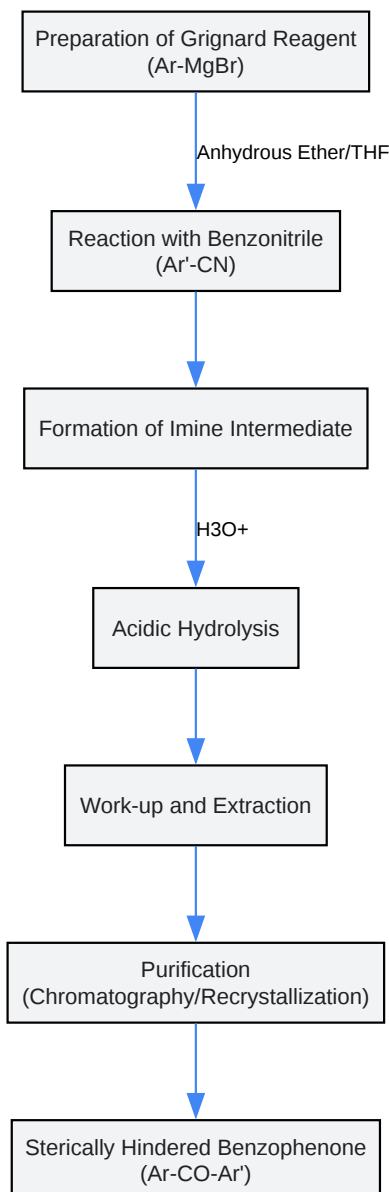 Preparation of Grignard Reagent
(Ar-MgBr)
Anhydrous Ether/THF
Reaction with Benzonitrile
(Ar'-CN)
Formation of Imine Intermediate
H3O+
Acidic Hydrolysis
Work-up and Extraction
Purification
(Chromatography/Recrystallization)
Sterically Hindered Benzophenone
(Ar-CO-Ar')